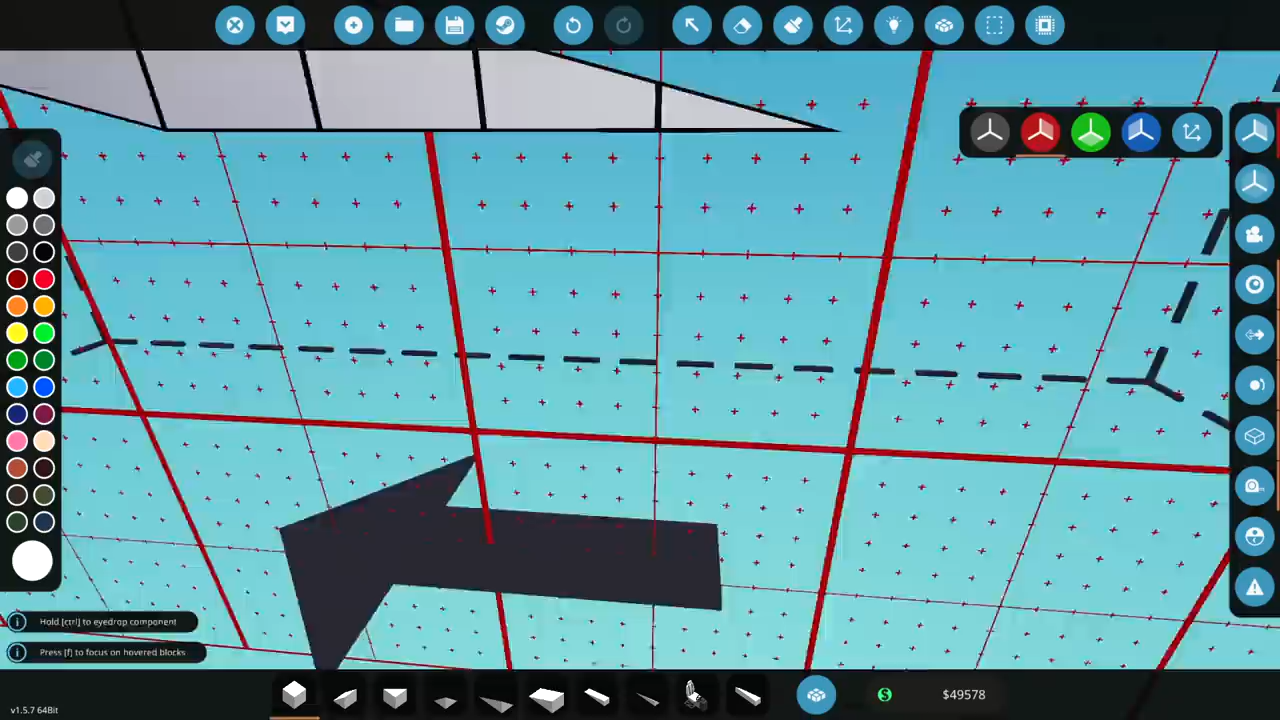 Hold [ctrl] to eyedrop component
Press [f] to focus on hovered blocks
$49578
v1.5.7 64Bit